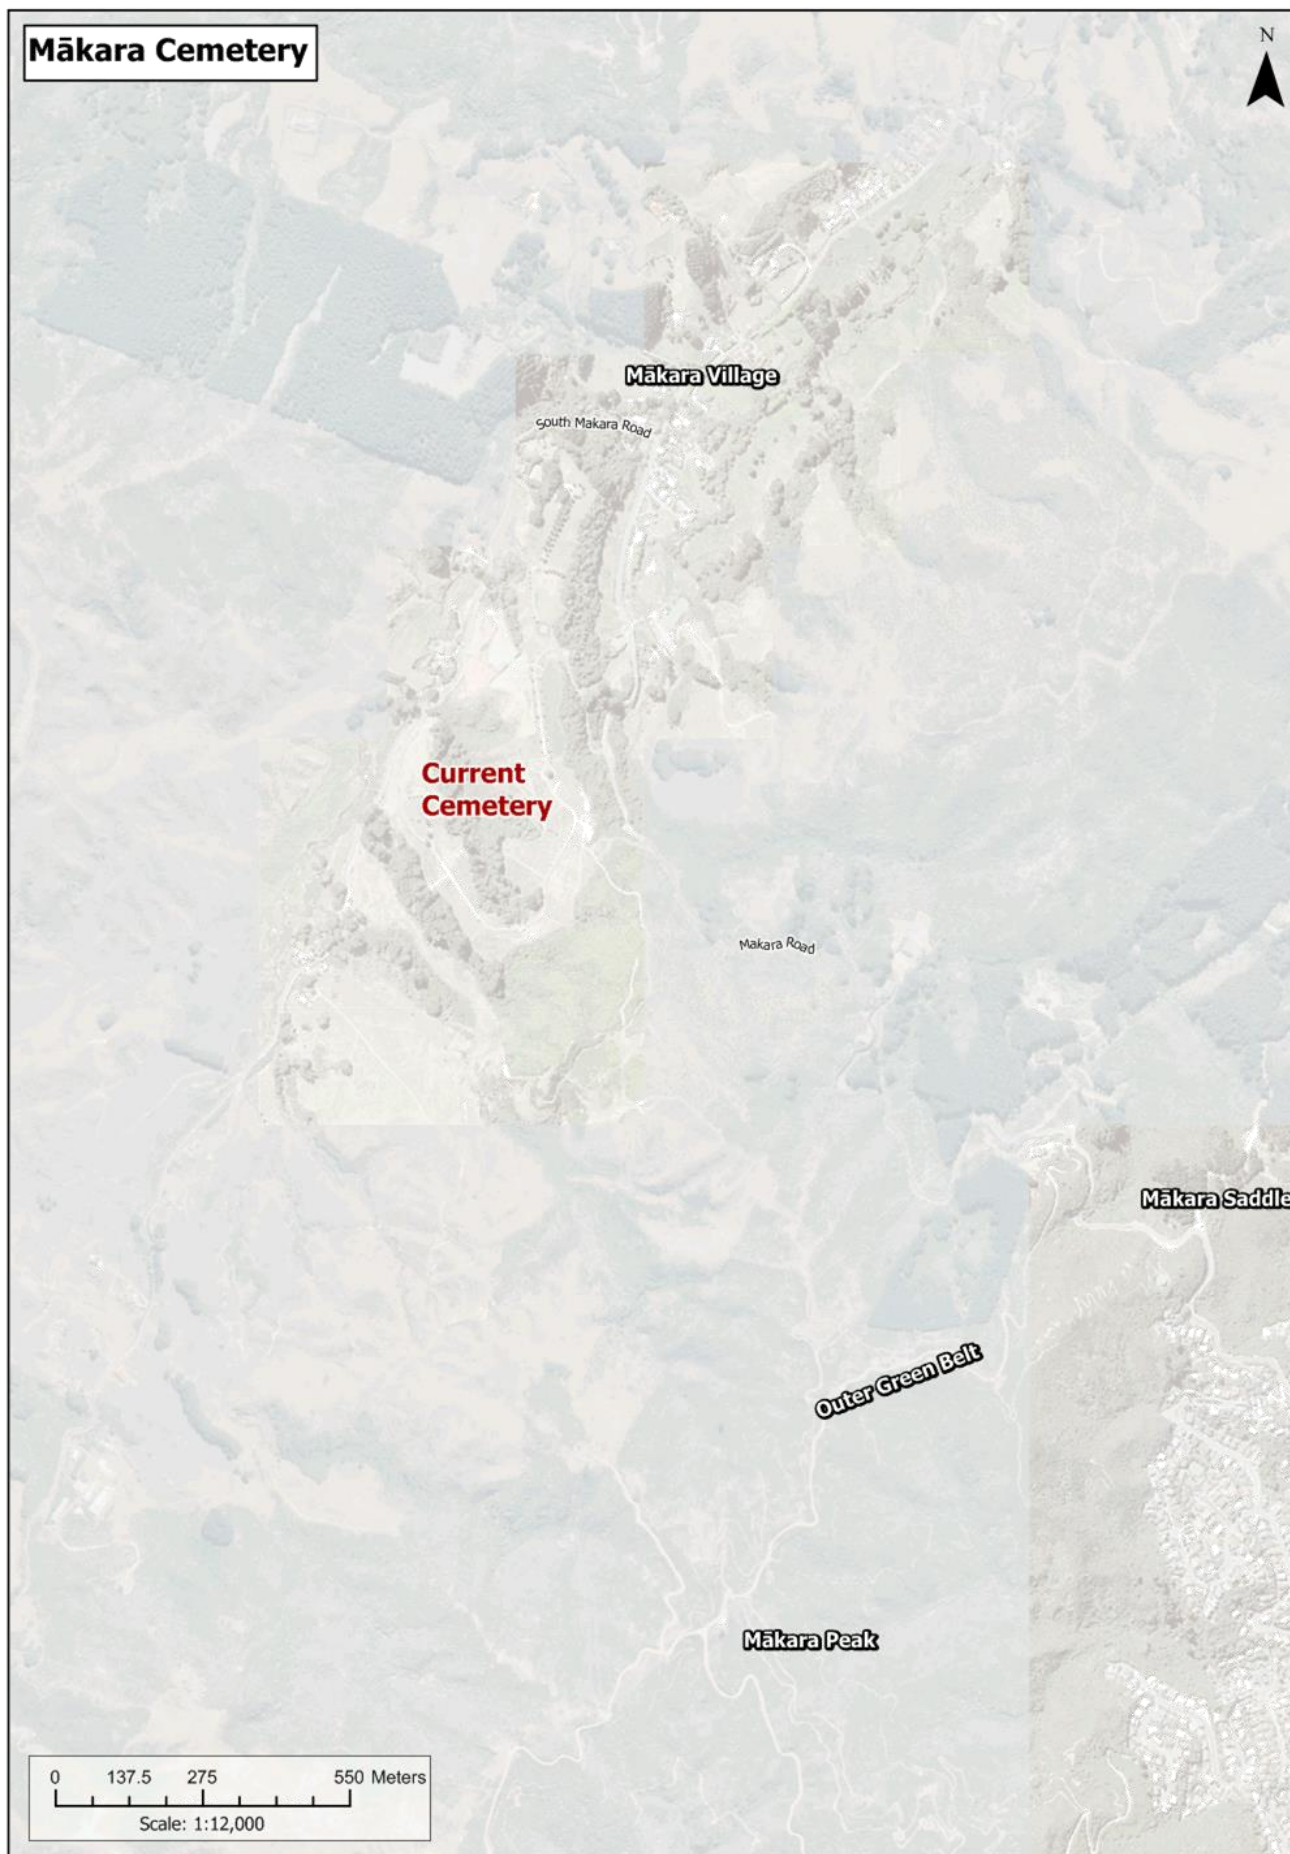 Mākara Cemetery
N
Mākara Village
South Makara Road
Current
Cemetery
Makara Road
Mākara Saddle
Outer Green Belt
Mākara Peak
0 137.5 275 550 Meters
Scale: 1:12,000